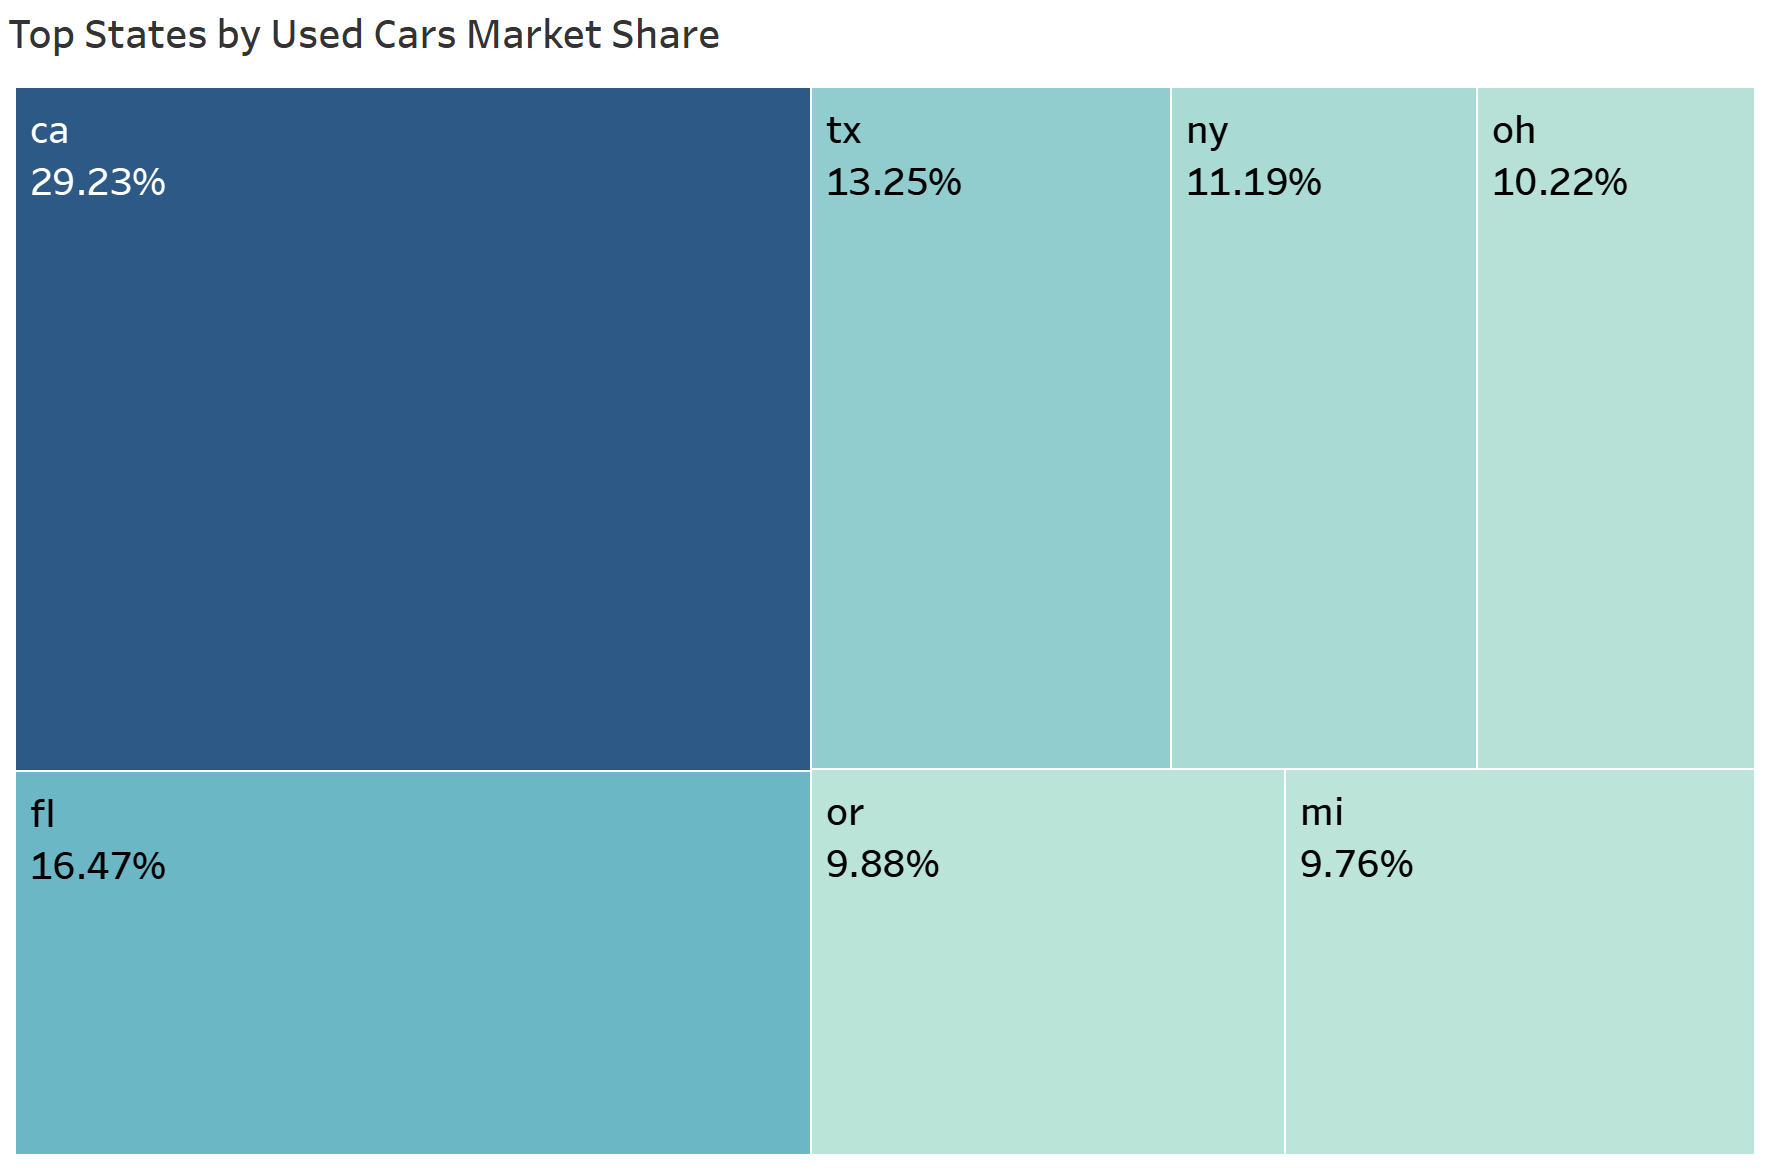 Top States by Used Cars Market Share
ca
29.23%
tx
13.25%
ny
11.19%
oh
10.22%
fl
16.47%
or
9.88%
mi
9.76%